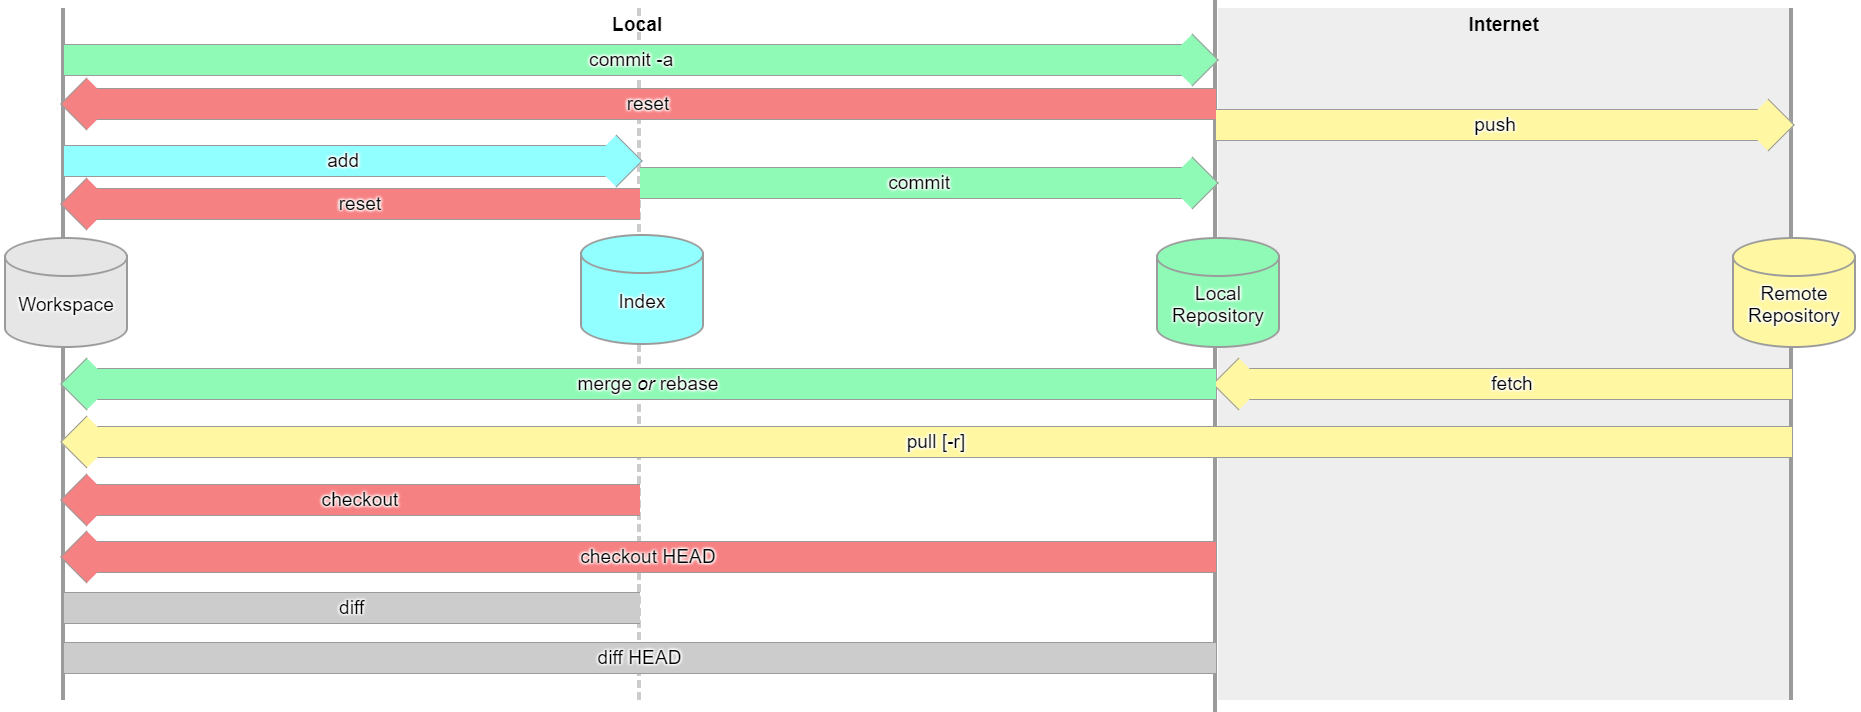 Local
Internet
commit -a
reset
push
add
commit
reset
Workspace
Index
Local
Repository
Remote
Repository
merge or rebase
fetch
pull [-r]
checkout
checkout HEAD
diff
diff HEAD